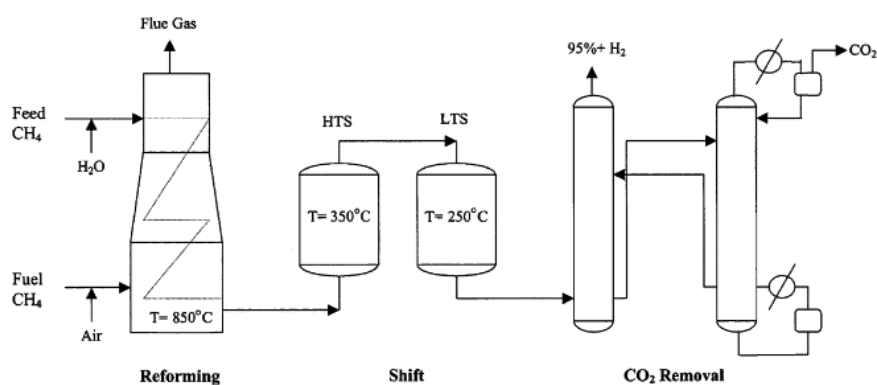 Flue Gas
Feed
CH₄
H₂O
Fuel
CH₄
Air
T= 850°C
HTS
LTS
T= 350°C
T= 250°C
95%+ H₂
CO₂
Reforming
Shift
CO₂ Removal